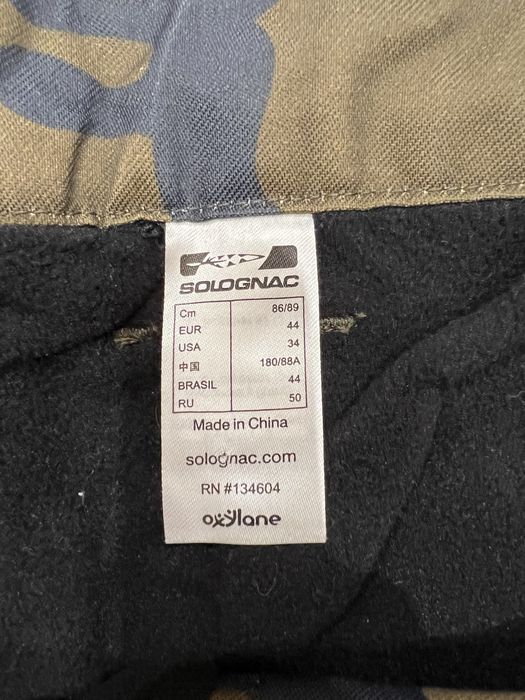 SOLOGNAC
Cm 86/89
EUR 44
USA 34
中国 180/88A
BRASIL 44
RU 50
Made in China
solognac.com
RN #134604
oxylane